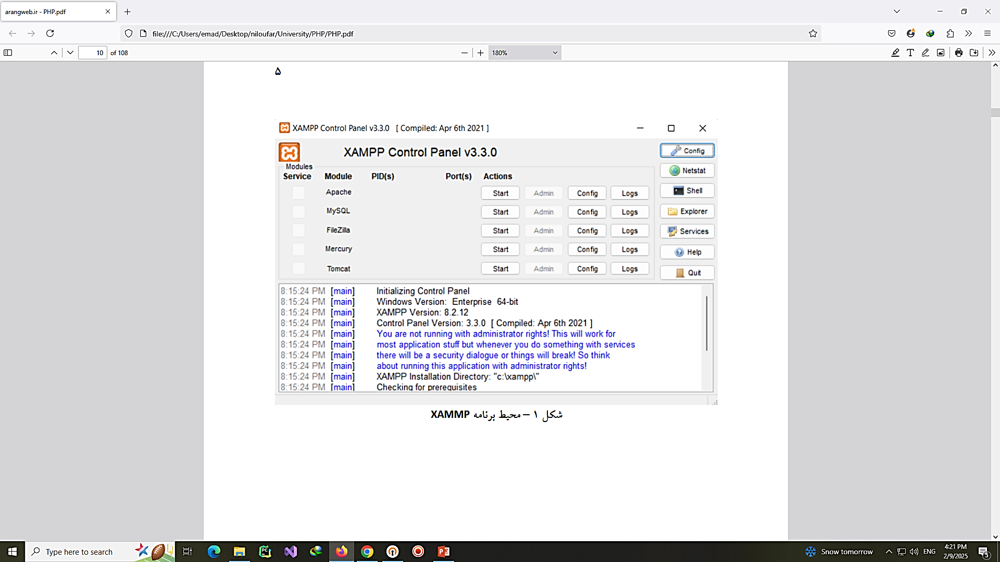 arangweb.ir - PHP.pdf
file:///C:/Users/emad/Desktop/niloufar/University/PHP/PHP.pdf
10 of 108
180%
۵
XAMPP Control Panel v3.3.0 [ Compiled: Apr 6th 2021 ]
XAMPP Control Panel v3.3.0
Config
Modules
Service Module PID(s) Port(s) Actions
Netstat
Apache Start Admin Config Logs
Shell
MySQL Start Admin Config Logs
Explorer
FileZilla Start Admin Config Logs
Services
Mercury Start Admin Config Logs
Help
Tomcat Start Admin Config Logs
Quit
8:15:24 PM [main] Initializing Control Panel
8:15:24 PM [main] Windows Version: Enterprise 64-bit
8:15:24 PM [main] XAMPP Version: 8.2.12
8:15:24 PM [main] Control Panel Version: 3.3.0 [ Compiled: Apr 6th 2021 ]
8:15:24 PM [main] You are not running with administrator rights! This will work for
8:15:24 PM [main] most application stuff but whenever you do something with services
8:15:24 PM [main] there will be a security dialogue or things will break! So think
8:15:24 PM [main] about running this application with administrator rights!
8:15:24 PM [main] XAMPP Installation Directory: "c:\xampp\"
8:15:24 PM [main] Checking for prerequisites
شکل ۱ – محیط برنامه XAMMP
Type here to search
Snow tomorrow
ENG
4:21 PM
2/9/2025
5